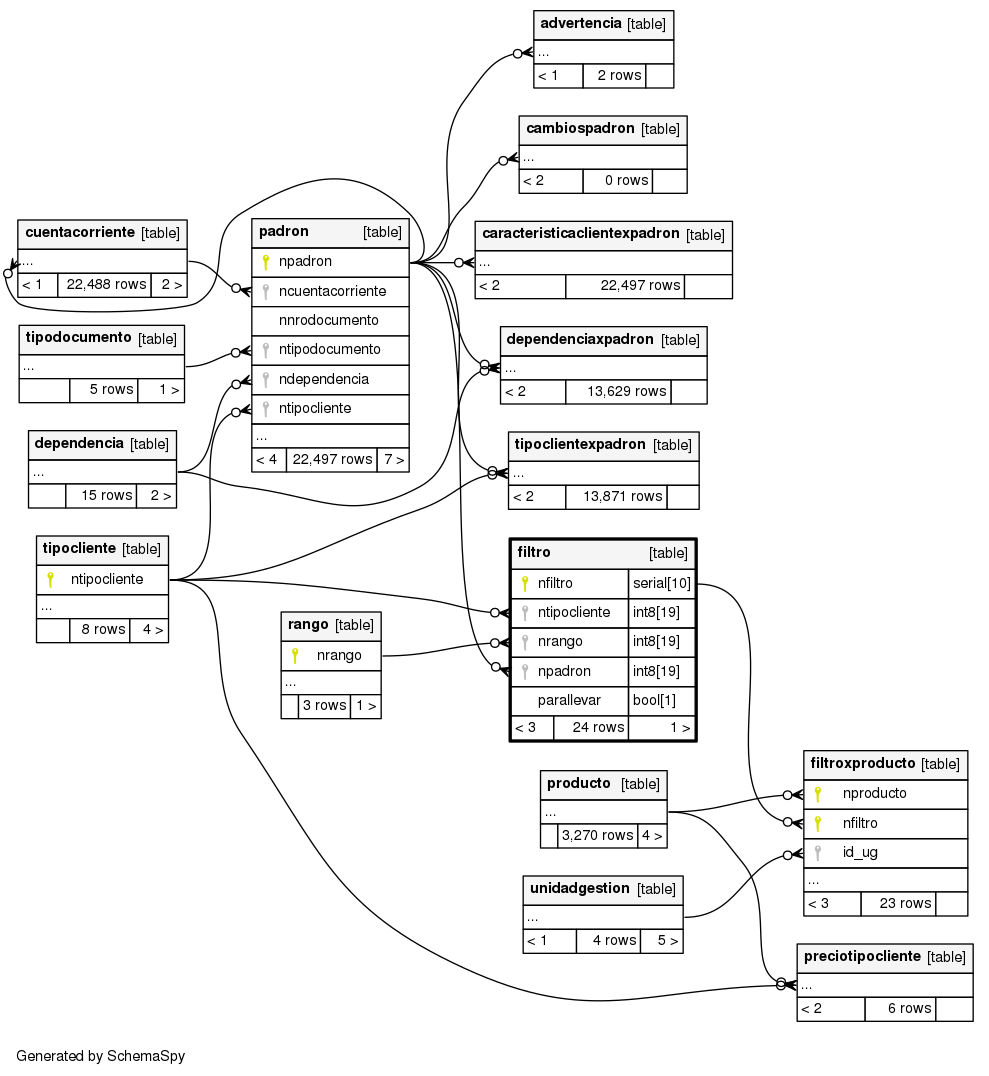 advertencia [table]
...
< 1 2 rows
cambiospadron [table]
...
< 2 0 rows
cuentacorriente [table]
...
< 1 22,488 rows 2 >
padron [table]
npadron
ncuentacorriente
nnrodocumento
ntipodocumento
ndependencia
ntipocliente
...
< 4 22,497 rows 7 >
caracteristicaclientexpadron [table]
...
< 2 22,497 rows
tipodocumento [table]
...
5 rows 1 >
dependenciaxpadron [table]
...
< 2 13,629 rows
dependencia [table]
...
15 rows 2 >
tipoclientexpadron [table]
...
< 2 13,871 rows
tipocliente [table]
ntipocliente
...
8 rows 4 >
filtro [table]
nfiltro serial[10]
ntipocliente int8[19]
nrango int8[19]
npadron int8[19]
parallevar bool[1]
< 3 24 rows 1 >
rango [table]
nrango
...
3 rows 1 >
filtroxproducto [table]
nproducto
nfiltro
id_ug
...
< 3 23 rows
producto [table]
...
3,270 rows 4 >
unidadgestion [table]
...
< 1 4 rows 5 >
preciotipocliente [table]
...
< 2 6 rows
Generated by SchemaSpy